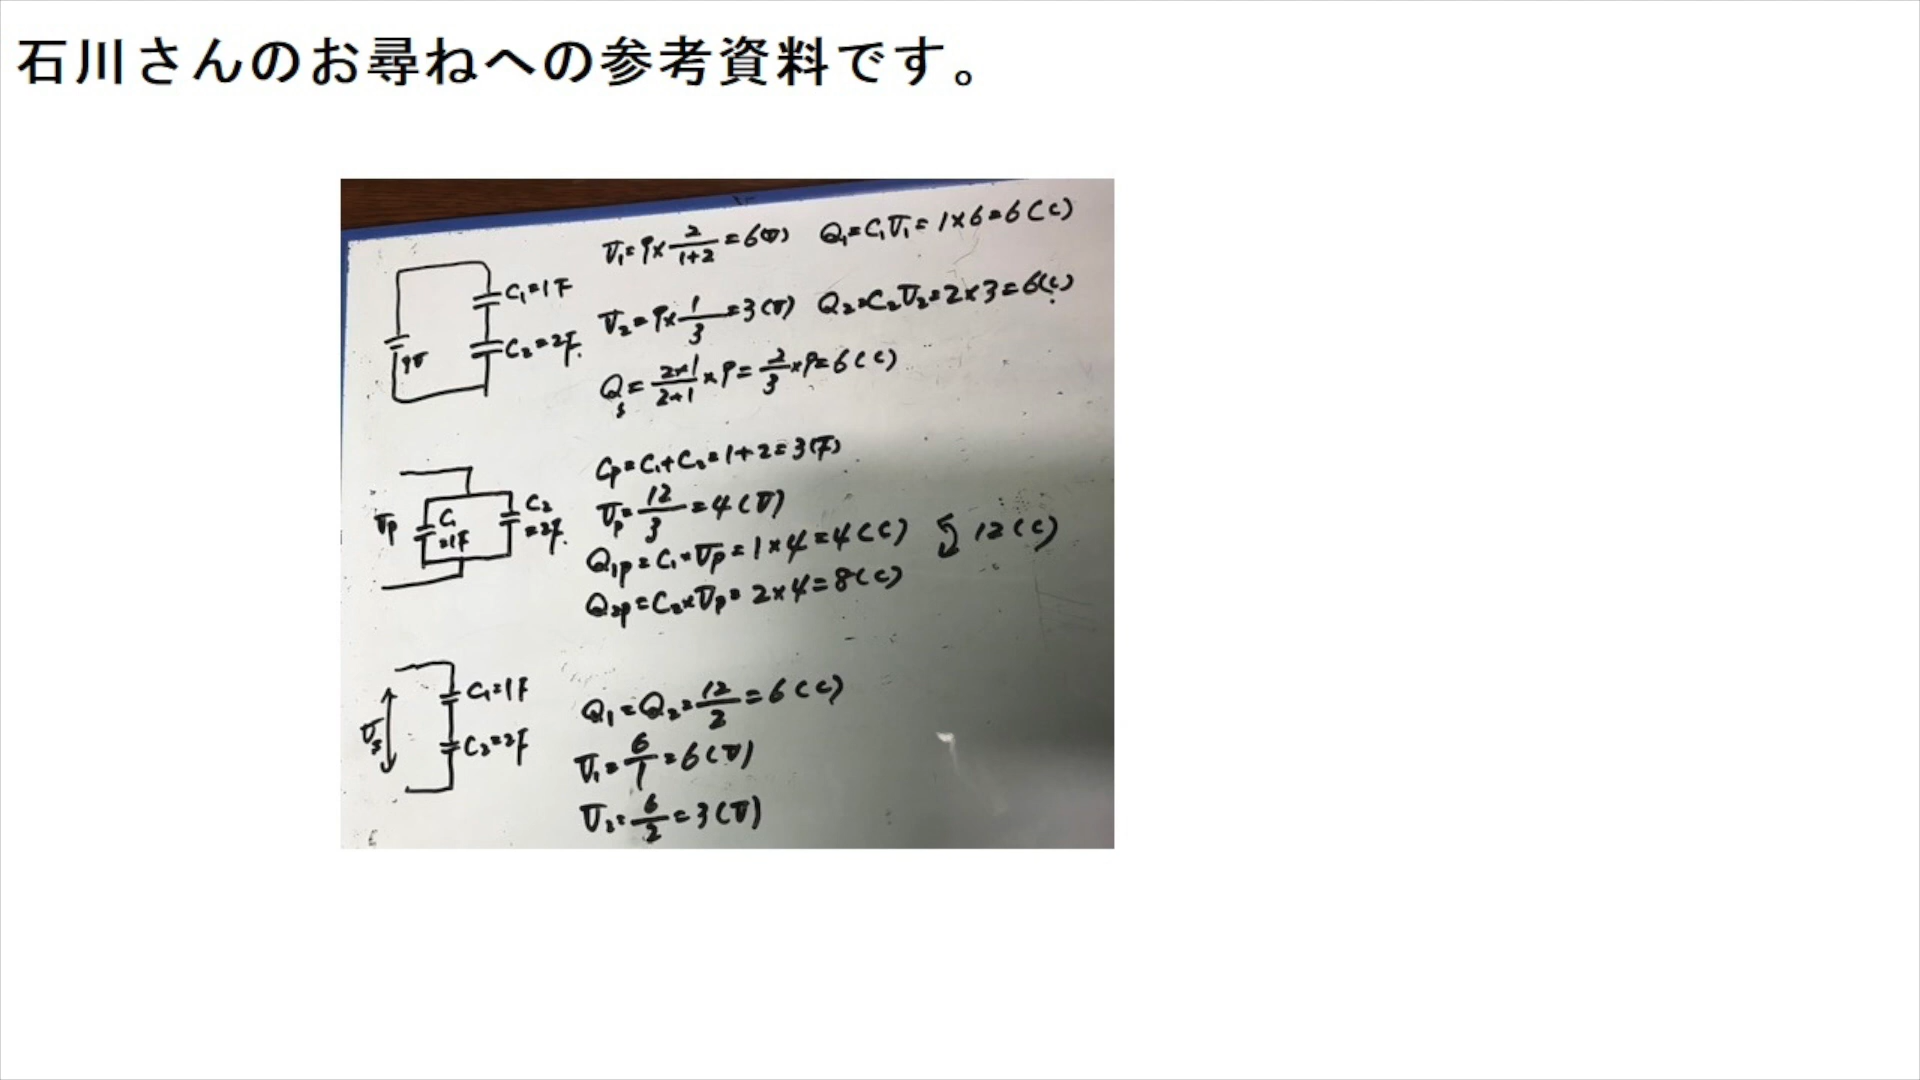 石川さんのお尋ねへの参考資料です。
V₁=9×2/(1+2)=6(V) Q₁=C₁V₁=1×6=6(C)
C₁=1F
V₂=9×1/3=3(V) Q₂=C₂V₂=2×3=6(C)
9V C₂=2F.
Qs=(2×1)/(2+1)×9=2/3×9=6(C)
Cp=C₁+C₂=1+2=3(F)
Vp=12/3=4(V)
Vp C₁=1F C₂=2F.
Q₁p=C₁×Vp=1×4=4(C) 12(C)
Q₂p=C₂×Vp=2×4=8(C)
C₁=1F
Vs C₂=2F
Q₁=Q₂=12/2=6(C)
V₁=6/1=6(V)
V₂=6/2=3(V)